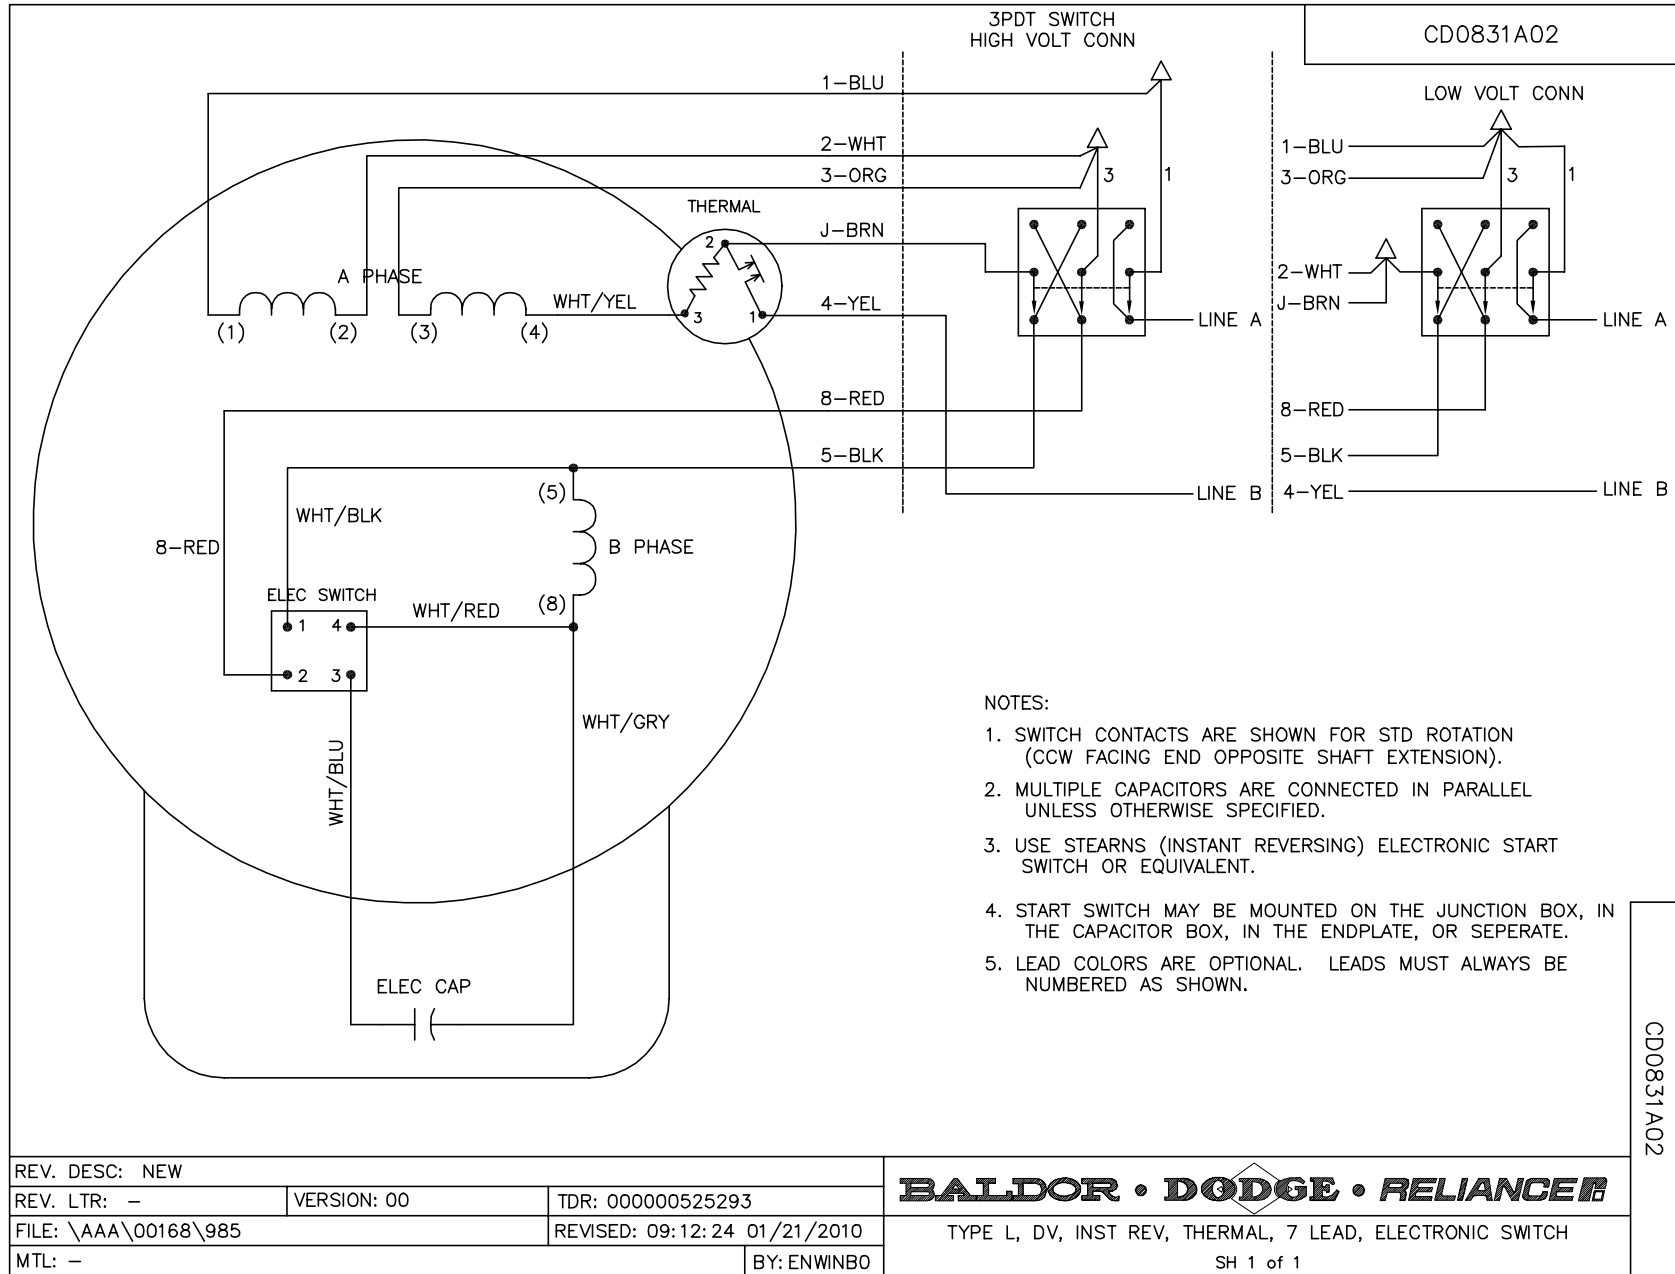 3PDT SWITCH
HIGH VOLT CONN
CD0831A02
1-BLU
LOW VOLT CONN
2-WHT
3-ORG
3
1
1-BLU
3-ORG
3
1
THERMAL
J-BRN
2
3
1
A PHASE
WHT/YEL
4-YEL
(1)
(2)
(3)
(4)
LINE A
2-WHT
J-BRN
LINE A
8-RED
8-RED
5-BLK
5-BLK
LINE B
4-YEL
LINE B
(5)
WHT/BLK
8-RED
B PHASE
ELEC SWITCH
WHT/RED
(8)
1
4
2
3
WHT/GRY
WHT/BLU
ELEC CAP
NOTES:
1. SWITCH CONTACTS ARE SHOWN FOR STD ROTATION
(CCW FACING END OPPOSITE SHAFT EXTENSION).
2. MULTIPLE CAPACITORS ARE CONNECTED IN PARALLEL
UNLESS OTHERWISE SPECIFIED.
3. USE STEARNS (INSTANT REVERSING) ELECTRONIC START
SWITCH OR EQUIVALENT.
4. START SWITCH MAY BE MOUNTED ON THE JUNCTION BOX, IN
THE CAPACITOR BOX, IN THE ENDPLATE, OR SEPERATE.
5. LEAD COLORS ARE OPTIONAL. LEADS MUST ALWAYS BE
NUMBERED AS SHOWN.
CD0831A02
REV. DESC: NEW
REV. LTR: -
VERSION: 00
TDR: 000000525293
FILE: \AAA\00168\985
REVISED: 09:12:24 01/21/2010
MTL: -
BY: ENWINBO
BALDOR • DODGE • RELIANCE
TYPE L, DV, INST REV, THERMAL, 7 LEAD, ELECTRONIC SWITCH
SH 1 of 1